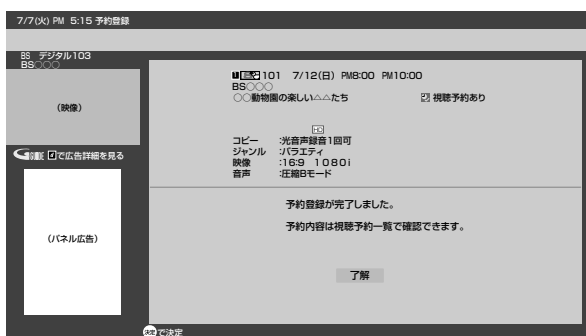 7/7(火) PM 5:15 予約登録
BS デジタル103
BS○○○
(映像)
で広告詳細を見る
(パネル広告)
101 7/12(日) PM8:00 PM10:00
BS○○○
○○動物園の楽しい△△たち 視聴予約あり
コピー :光音声録音1回可
ジャンル :バラエティ
映像 :16:9 1080i
音声 :圧縮Bモード
予約登録が完了しました。
予約内容は視聴予約一覧で確認できます。
了解
決定で決定